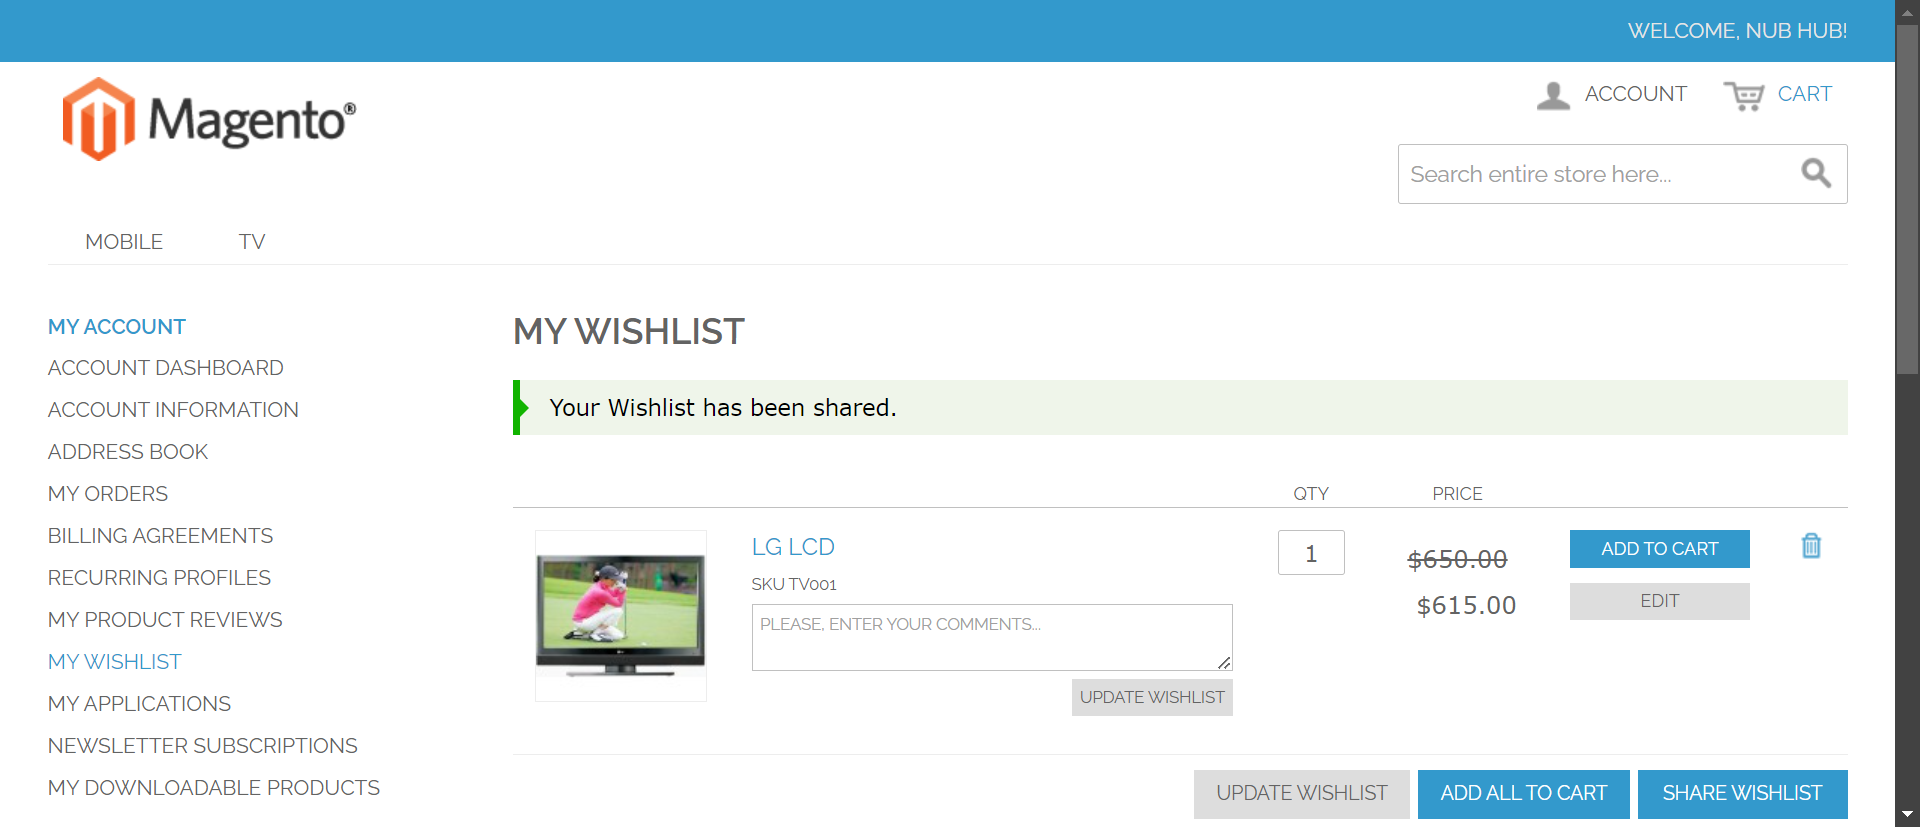 WELCOME, NUB HUB!
Magento®
ACCOUNT
CART
Search entire store here...
MOBILE
TV
MY ACCOUNT
ACCOUNT DASHBOARD
ACCOUNT INFORMATION
ADDRESS BOOK
MY ORDERS
BILLING AGREEMENTS
RECURRING PROFILES
MY PRODUCT REVIEWS
MY WISHLIST
MY APPLICATIONS
NEWSLETTER SUBSCRIPTIONS
MY DOWNLOADABLE PRODUCTS
MY WISHLIST
Your Wishlist has been shared.
QTY
PRICE
LG LCD
SKU TV001
PLEASE, ENTER YOUR COMMENTS...
UPDATE WISHLIST
1
$650.00
$615.00
ADD TO CART
EDIT
UPDATE WISHLIST
ADD ALL TO CART
SHARE WISHLIST